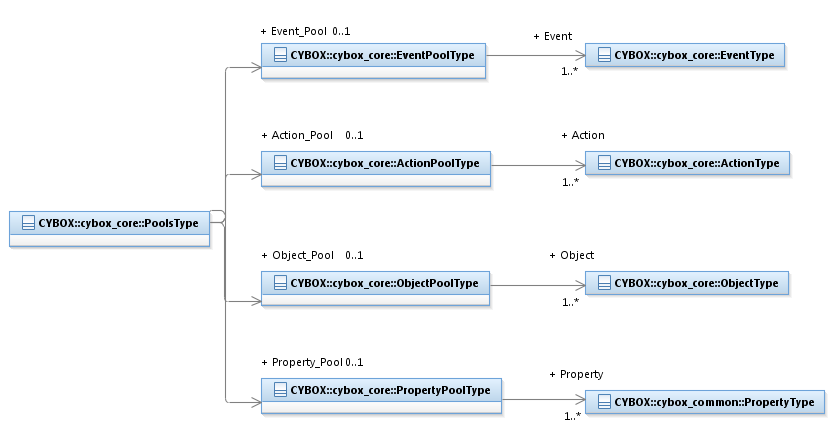 + Event_Pool 0..1
+ Event
CYBOX::cybox_core::EventPoolType
CYBOX::cybox_core::EventType
1..*
+ Action_Pool 0..1
+ Action
CYBOX::cybox_core::ActionPoolType
CYBOX::cybox_core::ActionType
1..*
CYBOX::cybox_core::PoolsType
+ Object_Pool 0..1
+ Object
CYBOX::cybox_core::ObjectPoolType
CYBOX::cybox_core::ObjectType
1..*
+ Property_Pool 0..1
+ Property
CYBOX::cybox_core::PropertyPoolType
CYBOX::cybox_common::PropertyType
1..*